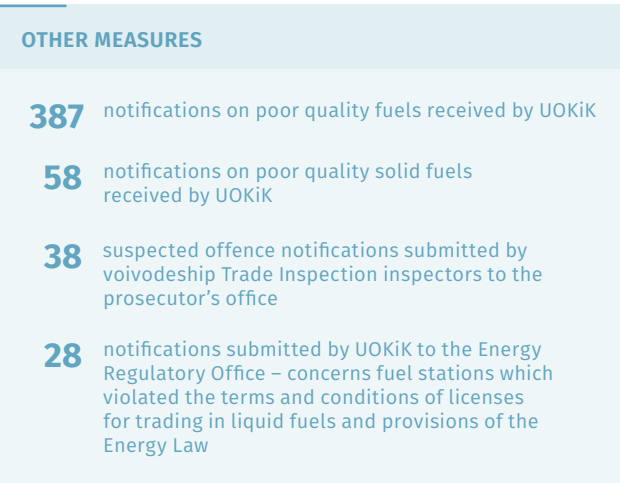 OTHER MEASURES
387 notifications on poor quality fuels received by UOKiK
58 notifications on poor quality solid fuels
received by UOKiK
38 suspected offence notifications submitted by
voivodeship Trade Inspection inspectors to the
prosecutor’s office
28 notifications submitted by UOKiK to the Energy
Regulatory Office – concerns fuel stations which
violated the terms and conditions of licenses
for trading in liquid fuels and provisions of the
Energy Law